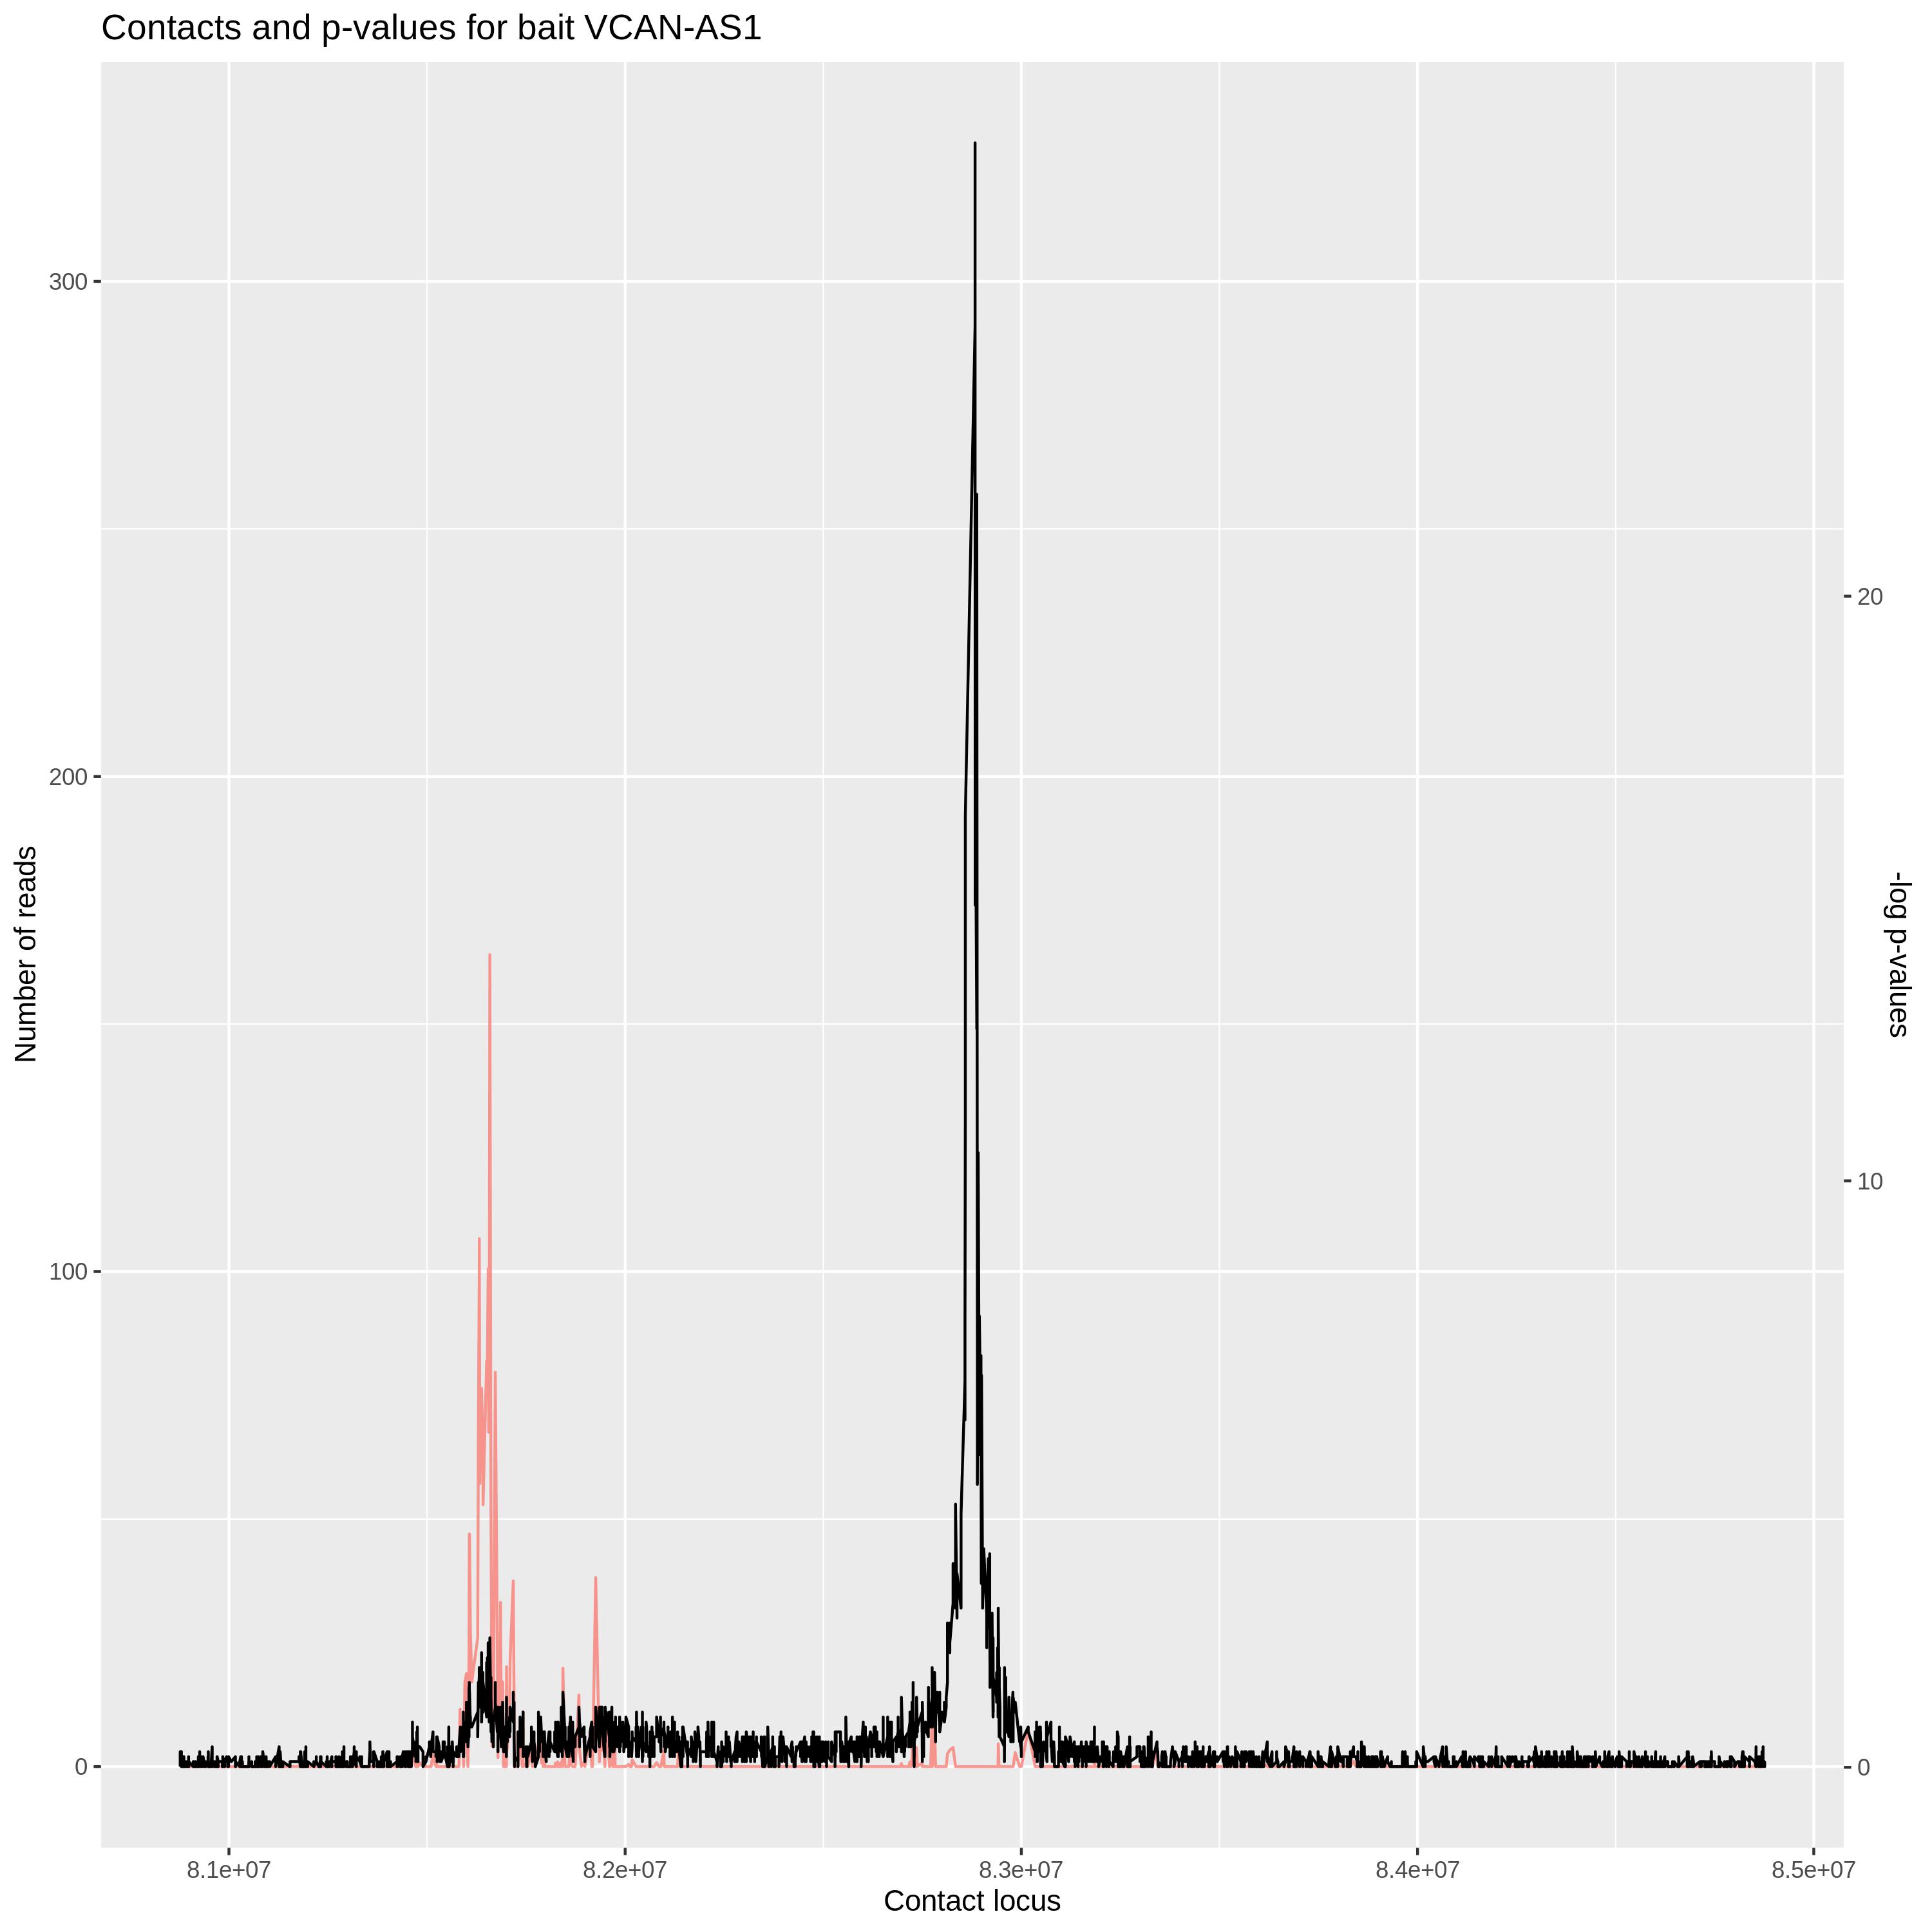 Contacts and p-values for bait VCAN-AS1
300
200
100
0
Number of reads
20
10
0
-log p-values
8.1e+07
8.2e+07
8.3e+07
8.4e+07
8.5e+07
Contact locus